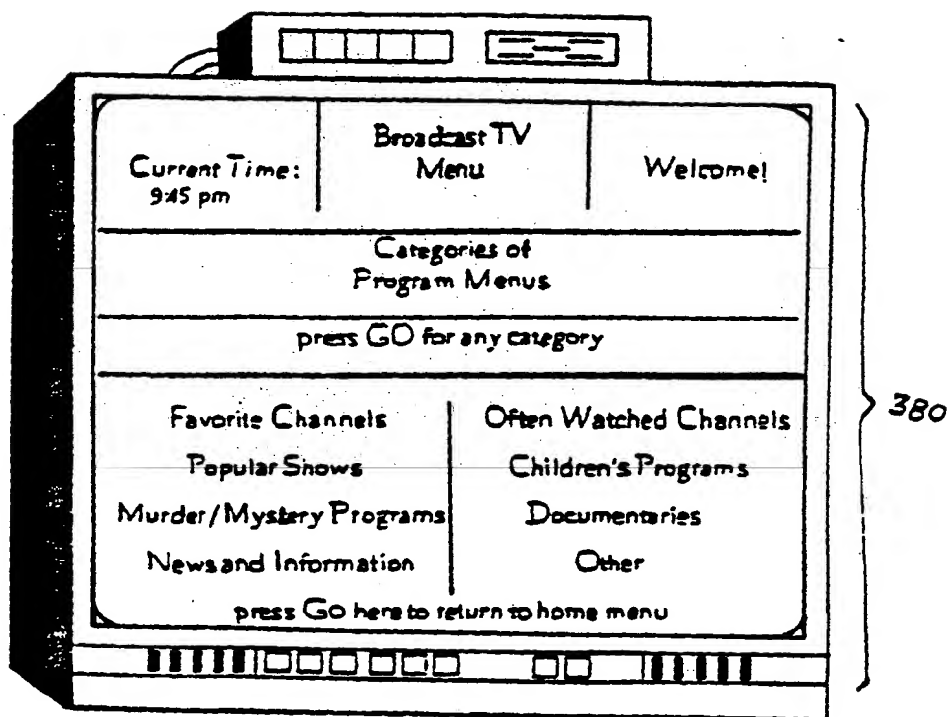 Broadcast TV
Menu
Current Time:
9:45 pm
Welcome!
Categories of
Program Menus
press GO for any category
Favorite Channels
Often Watched Channels
Popular Shows
Children's Programs
Murder/Mystery Programs
Documentaries
News and Information
Other
press Go here to return to home menu
380